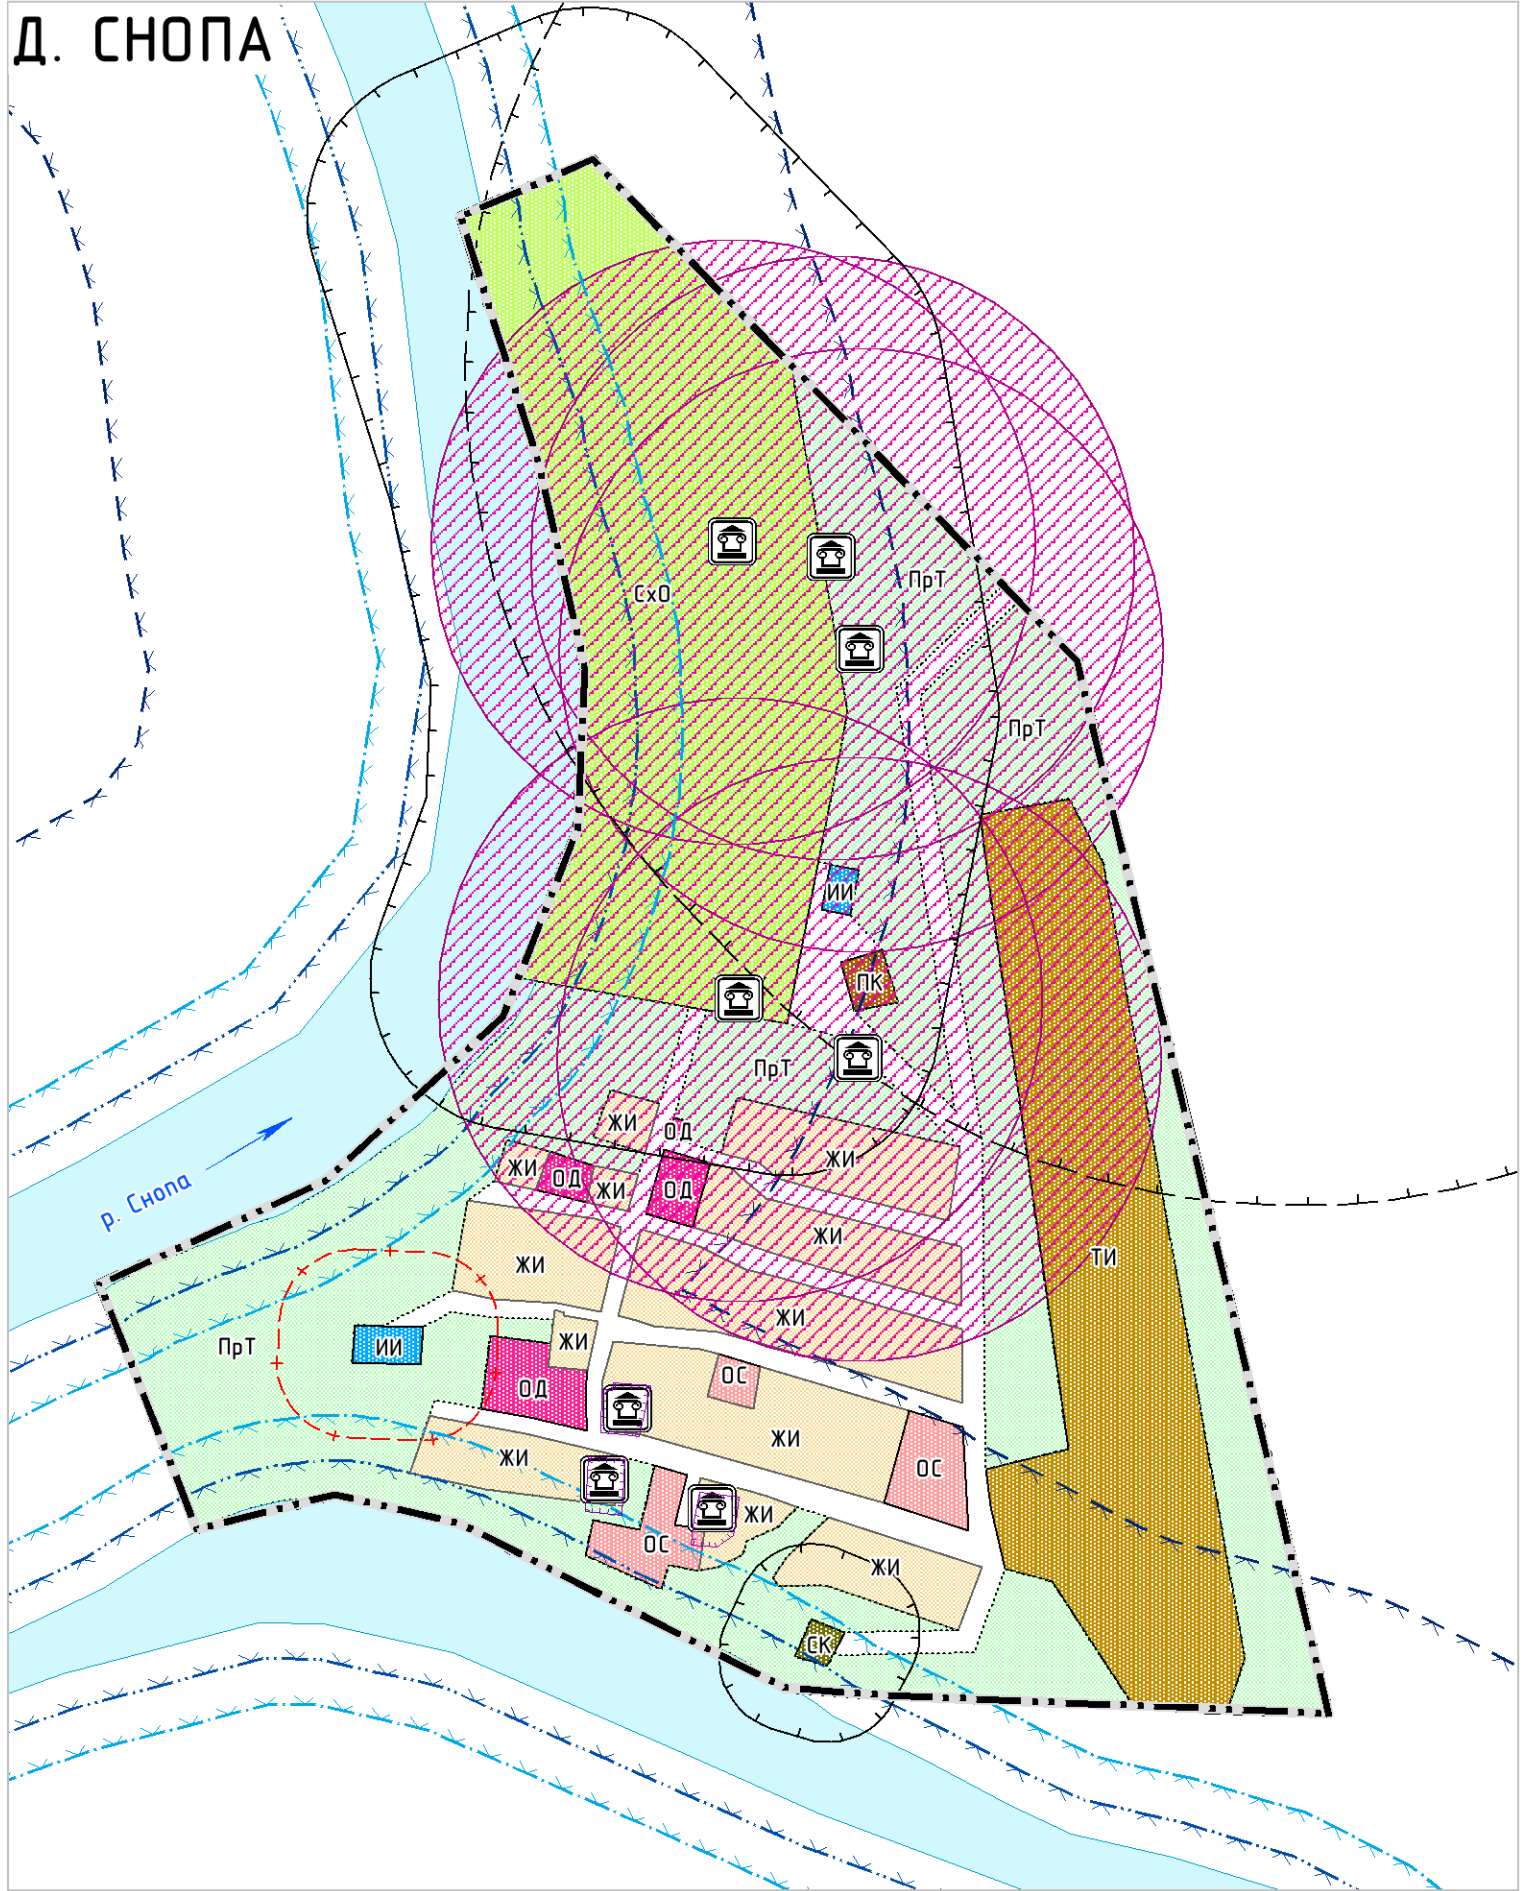 Д. СНОПА
СхО
ПрТ
ПрТ
ИИ
ПК
ПрТ
ЖИ
ОД
ЖИ
ЖИ
ОД
ЖИ
ОД
р. Снопа
ЖИ
ЖИ
ТИ
ЖИ
ПрТ
ИИ
ЖИ
ОД
ОС
ЖИ
ЖИ
ОС
ЖИ
ОС
ЖИ
СК